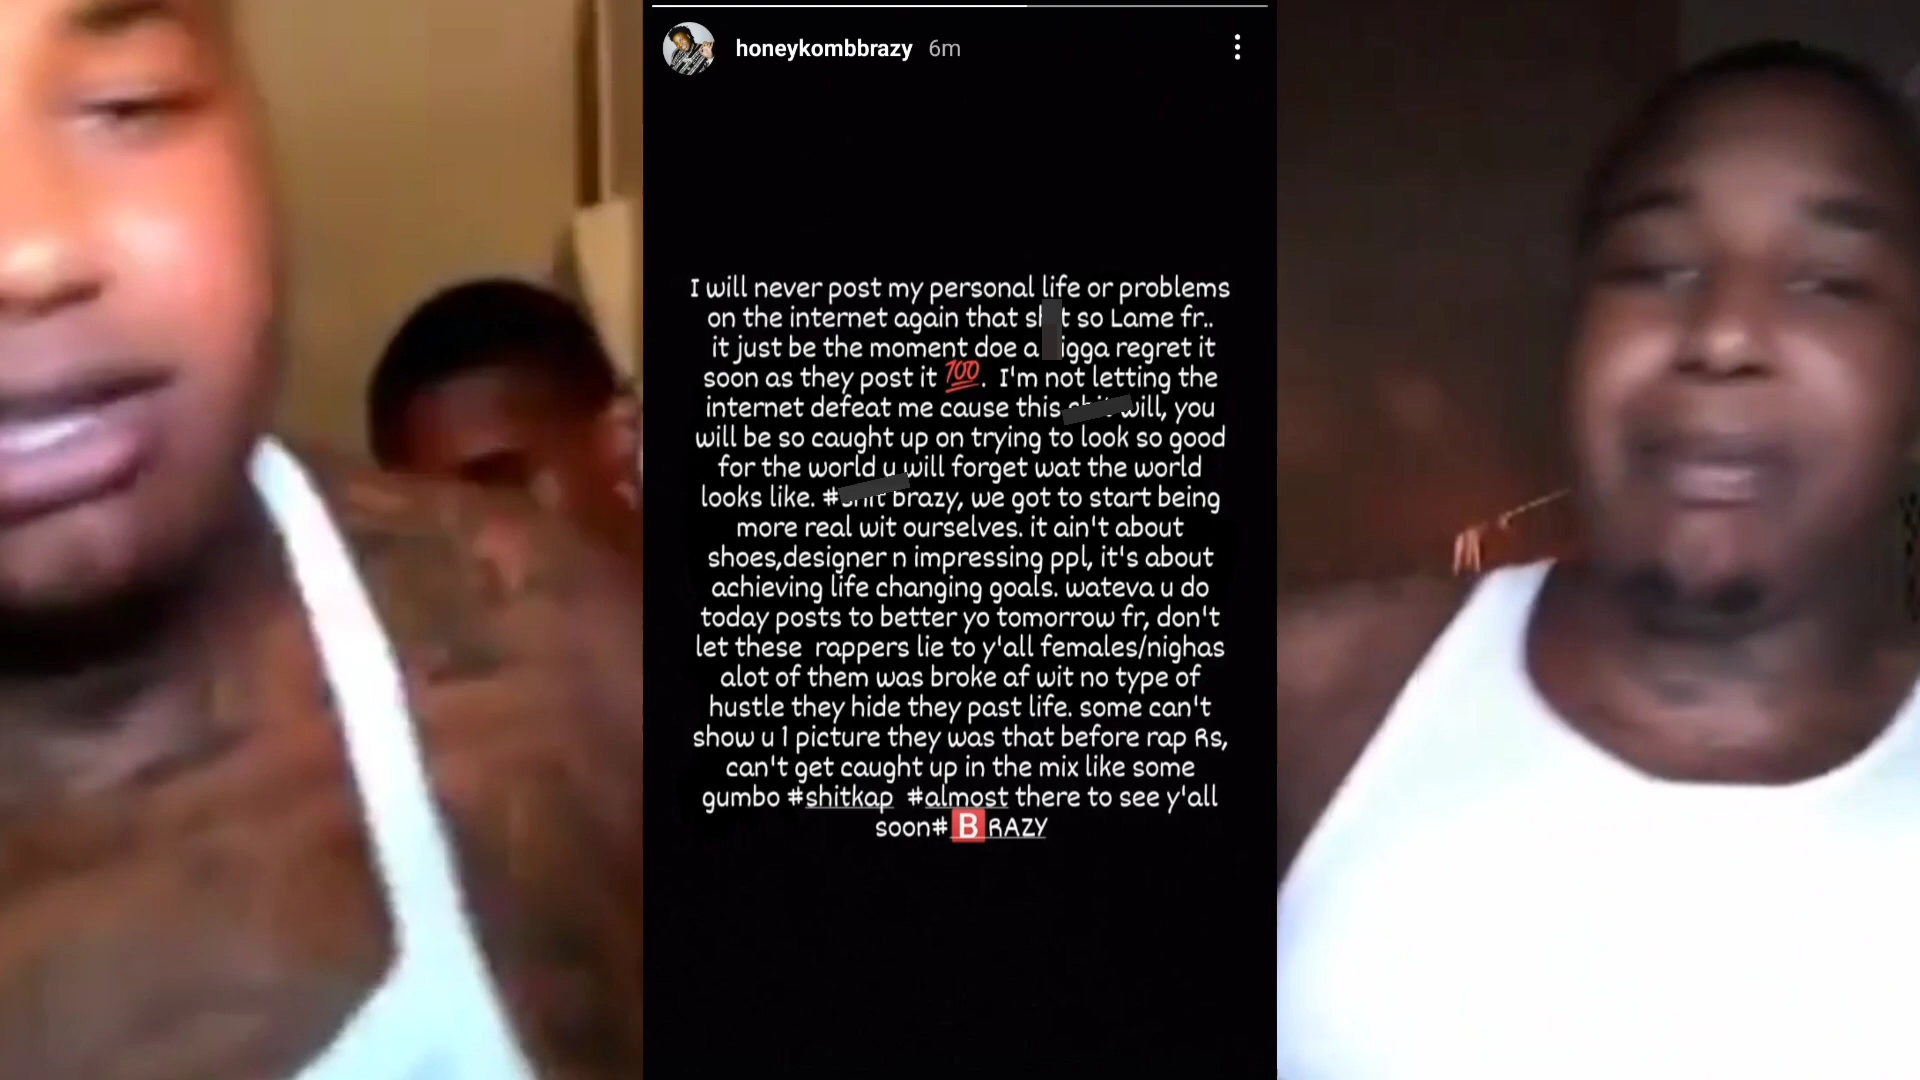 honeykombbrazy 6m
I will never post my personal life or problems
on the internet again that sh t so Lame fr..
it just be the moment doe a  igga regret it
soon as they post it 💯. I'm not letting the
internet defeat me cause this shit will, you
will be so caught up on trying to look so good
for the world u will forget wat the world
looks like. #shit brazy, we got to start being
more real wit ourselves. it ain't about
shoes,designer n impressing ppl, it's about
achieving life changing goals. wateva u do
today posts to better yo tomorrow fr, don't
let these rappers lie to y'all females/nighas
alot of them was broke af wit no type of
hustle they hide they past life. some can't
show u 1 picture they was that before rap Rs,
can't get caught up in the mix like some
gumbo #shitkap #almost there to see y'all
soon#🅱RAZY